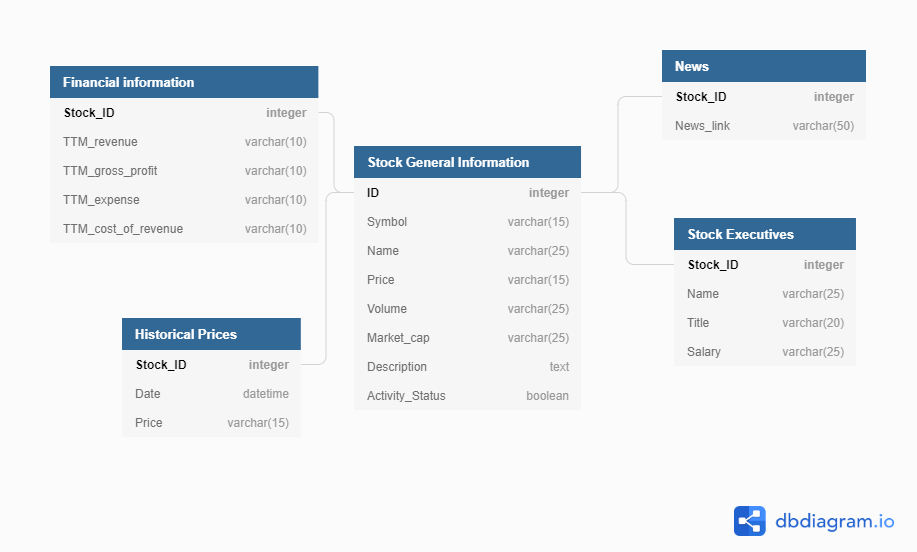 Financial information
Stock_ID integer
TTM_revenue varchar(10)
TTM_gross_profit varchar(10)
TTM_expense varchar(10)
TTM_cost_of_revenue varchar(10)
Historical Prices
Stock_ID integer
Date datetime
Price varchar(15)
Stock General Information
ID integer
Symbol varchar(15)
Name varchar(25)
Price varchar(15)
Volume varchar(25)
Market_cap varchar(25)
Description text
Activity_Status boolean
News
Stock_ID integer
News_link varchar(50)
Stock Executives
Stock_ID integer
Name varchar(25)
Title varchar(20)
Salary varchar(25)
dbdiagram.io